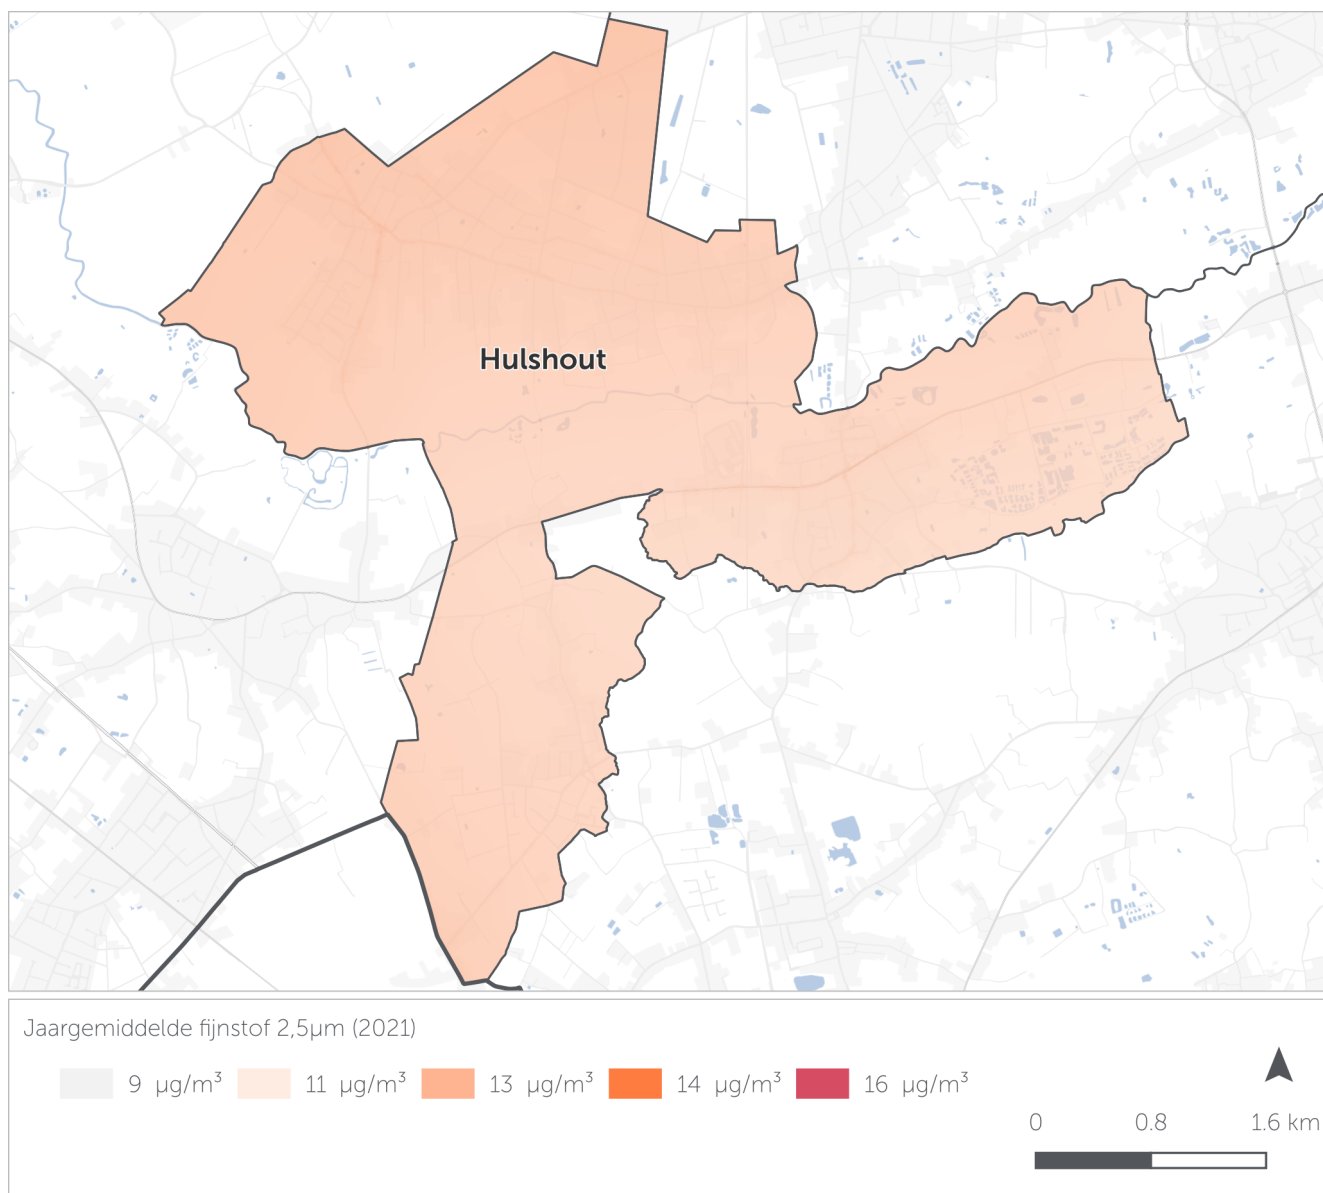 Hulshout
Jaargemiddelde fijnstof 2,5µm (2021)
9 µg/m³ 11 µg/m³ 13 µg/m³ 14 µg/m³ 16 µg/m³
0 0.8 1.6 km